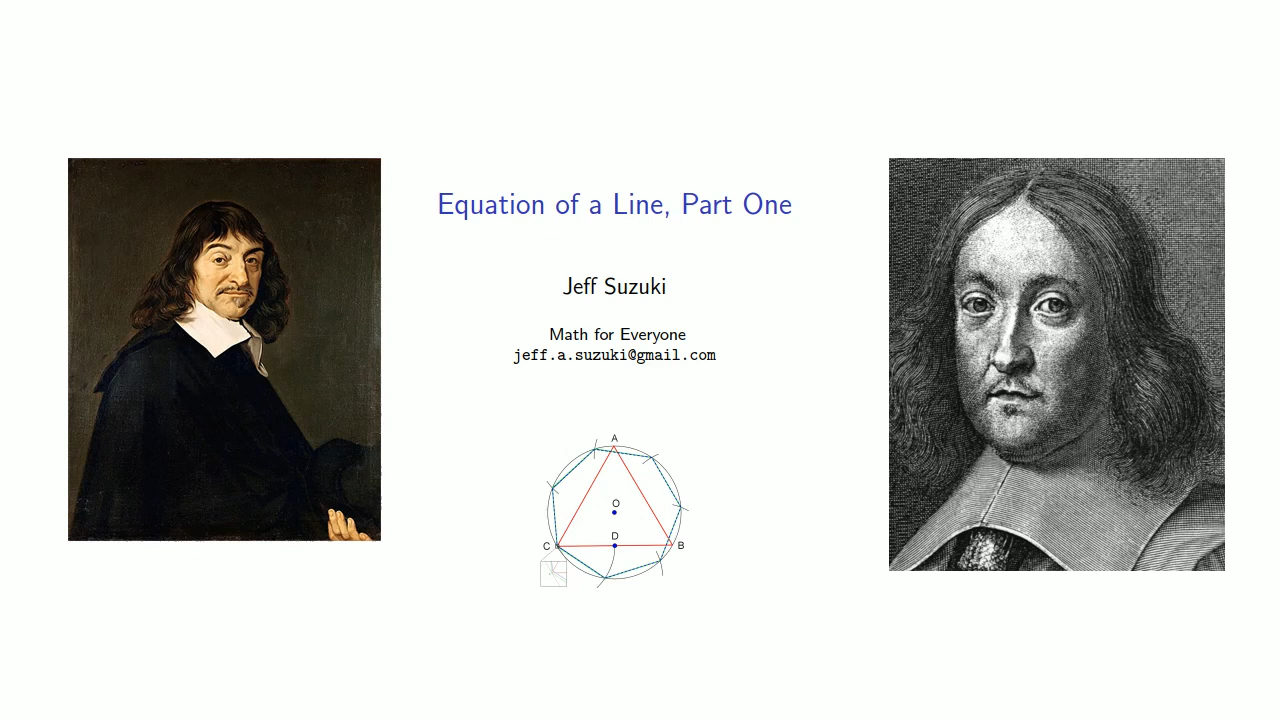 Equation of a Line, Part One
Jeff Suzuki
Math for Everyone
jeff.a.suzuki@gmail.com
A
O
D
C
B